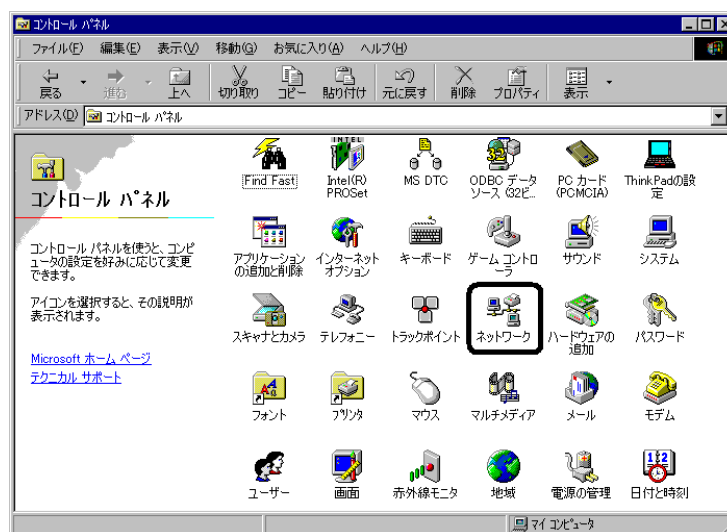 コントロール パネル
ファイル(F) 編集(E) 表示(V) 移動(G) お気に入り(A) ヘルプ(H)
戻る 進む 上へ 切り取り コピー 貼り付け 元に戻す 削除 プロパティ 表示
アドレス(D) コントロール パネル
コントロール パネル
コントロール パネルを使うと、コンピ
ュータの設定を好みに応じて変更
できます。
アイコンを選択すると、その説明が
表示されます。
Microsoft ホーム ページ
テクニカル サポート
INTEL
Find Fast
Intel(R)
PROSet
MS DTC
ODBC データ
ソース (32ビ...
PC カード
(PCMCIA)
ThinkPadの設
定
アプリケーション
の追加と削除
インターネット
オプション
キーボード
ゲーム コントロ
ーラ
サウンド
システム
スキャナとカメラ
テレフォニー
トラックポイント
ネットワーク
ハードウェアの
追加
パスワード
フォント
プリンタ
マウス
マルチメディア
メール
モデム
ユーザー
画面
赤外線モニタ
地域
電源の管理
日付と時刻
マイ コンピュータ